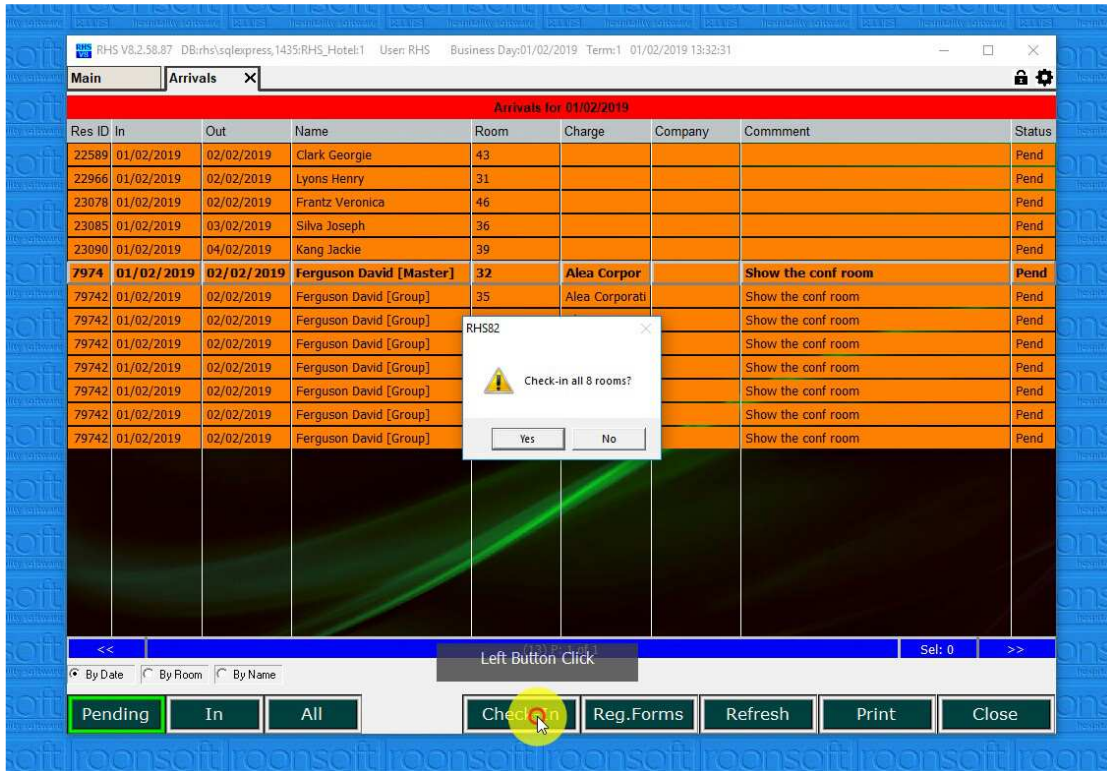 RHS V8.2.58.87 DB:rhs\sqlexpress,1435:RHS_Hotel:1 User: RHS Business Day:01/02/2019 Term:1 01/02/2019 13:32:31
Main Arrivals X
Arrivals for 01/02/2019
Res ID In Out Name Room Charge Company Commment Status
22589 01/02/2019 02/02/2019 Clark Georgie 43 Pend
22966 01/02/2019 02/02/2019 Lyons Henry 31 Pend
23078 01/02/2019 02/02/2019 Frantz Veronica 46 Pend
23085 01/02/2019 03/02/2019 Silva Joseph 36 Pend
23090 01/02/2019 04/02/2019 Kang Jackie 39 Pend
7974 01/02/2019 02/02/2019 Ferguson David [Master] 32 Alea Corpor Show the conf room Pend
79742 01/02/2019 02/02/2019 Ferguson David [Group] 35 Alea Corporati Show the conf room Pend
79742 01/02/2019 02/02/2019 Ferguson David [Group] Show the conf room Pend
79742 01/02/2019 02/02/2019 Ferguson David [Group] Show the conf room Pend
79742 01/02/2019 02/02/2019 Ferguson David [Group] Show the conf room Pend
79742 01/02/2019 02/02/2019 Ferguson David [Group] Show the conf room Pend
79742 01/02/2019 02/02/2019 Ferguson David [Group] Show the conf room Pend
79742 01/02/2019 02/02/2019 Ferguson David [Group] Show the conf room Pend
RHS82
Check-in all 8 rooms?
Yes No
<< (13) P: 1 of 1 Sel: 0 >>
Left Button Click
By Date By Room By Name
Pending In All Check-In Reg.Forms Refresh Print Close